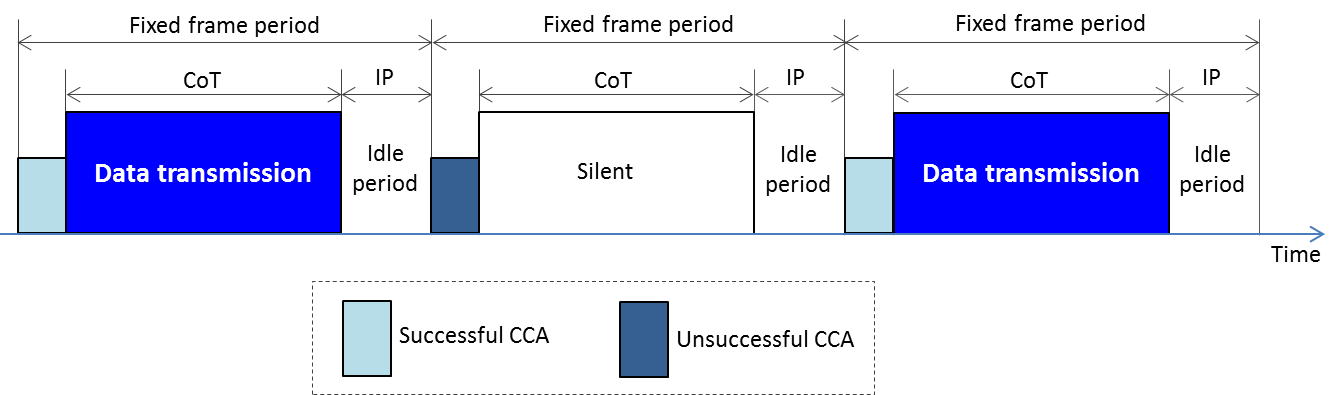 Fixed frame period
Fixed frame period
Fixed frame period
CoT
IP
CoT
IP
CoT
IP
Data transmission
Idle
period
Silent
Idle
period
Data transmission
Idle
period
Time
Successful CCA
Unsuccessful CCA